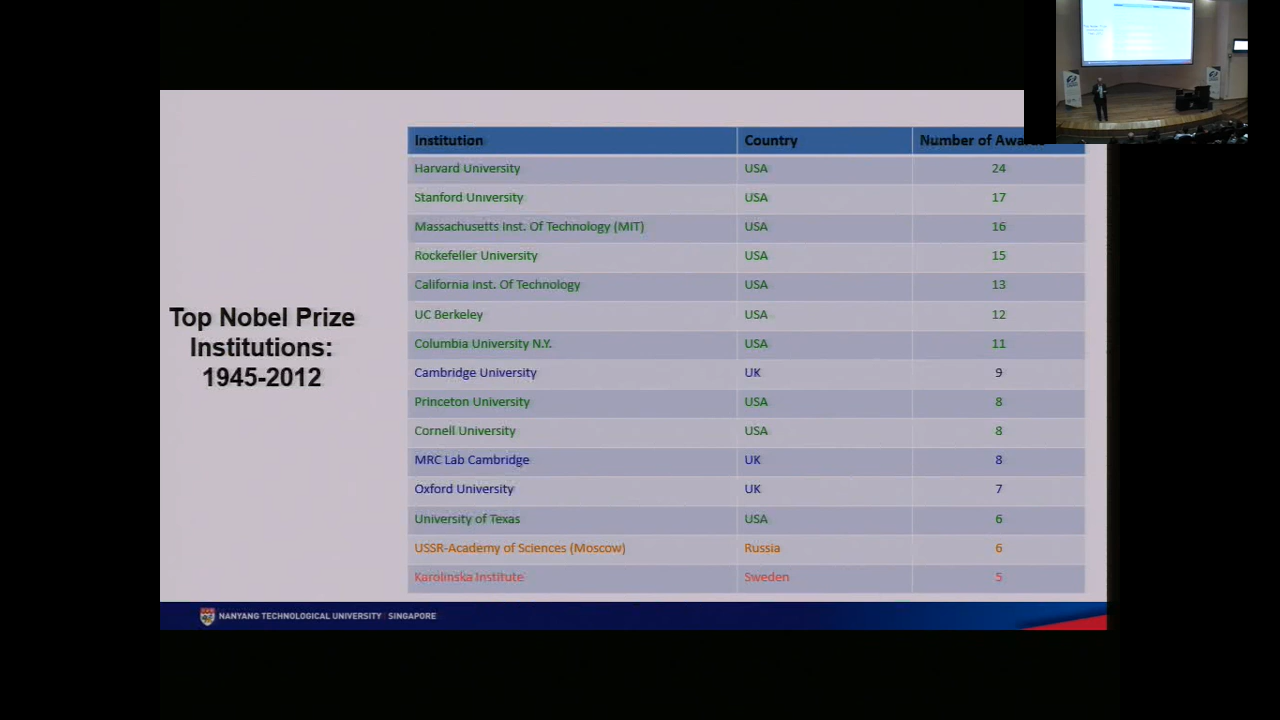 Top Nobel Prize
Institutions:
1945-2012
Institution Country Number of Awards
Harvard University USA 24
Stanford University USA 17
Massachusetts Inst. Of Technology (MIT) USA 16
Rockefeller University USA 15
California Inst. Of Technology USA 13
UC Berkeley USA 12
Columbia University N.Y. USA 11
Cambridge University UK 9
Princeton University USA 8
Cornell University USA 8
MRC Lab Cambridge UK 8
Oxford University UK 7
University of Texas USA 6
USSR-Academy of Sciences (Moscow) Russia 6
Karolinska Institute Sweden 5
NANYANG TECHNOLOGICAL UNIVERSITY SINGAPORE